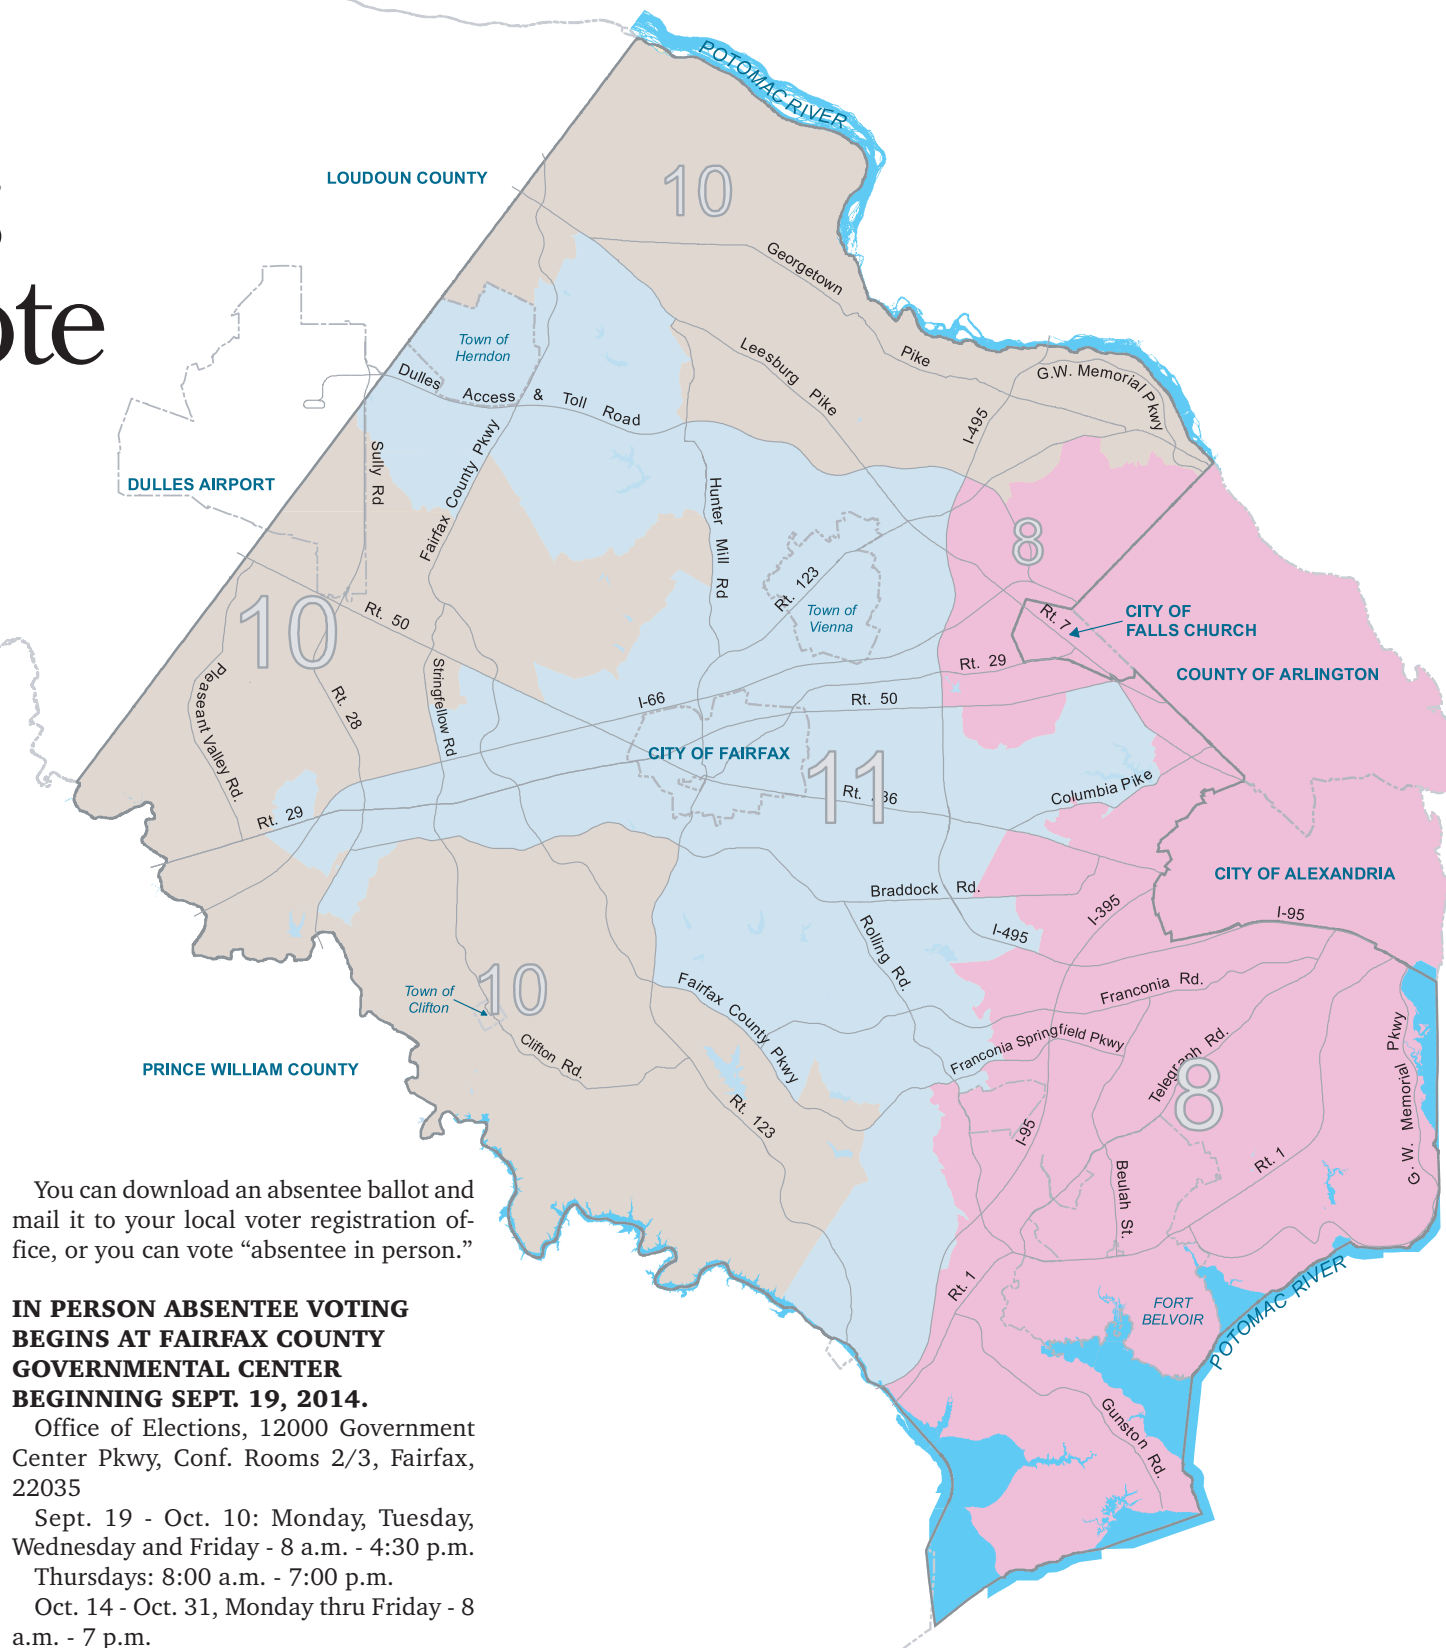 POTOMAC RIVER
LOUDOUN COUNTY
10
Georgetown
Pike
ote
Town of
Herndon
Leesburg Pike
G.W. Memorial Pkwy
Dulles Access & Toll Road
I-495
Sully Rd
Fairfax County Pkwy
DULLES AIRPORT
Hunter Mill Rd
8
Rt. 123
Town of
Vienna
Rt. 7
CITY OF
FALLS CHURCH
10
Rt. 50
Rt. 29
COUNTY OF ARLINGTON
Pleasant Valley Rd.
Rt. 28
Stringfellow Rd
I-66
Rt. 50
CITY OF FAIRFAX
11
Rt. 29
Columbia Pike
CITY OF ALEXANDRIA
Braddock Rd.
I-395
I-95
Rolling Rd.
I-495
Town of
Clifton
10
Fairfax County Pkwy
Franconia Rd.
Clifton Rd.
Franconia Springfield Pkwy
Telegraph Rd.
8
G. W. Memorial Pkwy
PRINCE WILLIAM COUNTY
Rt. 123
I-95
Beulah St.
Rt. 1
Rt. 1
FORT
BELVOIR
POTOMAC RIVER
Gunston Rd.
You can download an absentee ballot and
mail it to your local voter registration of-
fice, or you can vote “absentee in person.”
IN PERSON ABSENTEE VOTING
BEGINS AT FAIRFAX COUNTY
GOVERNMENTAL CENTER
BEGINNING SEPT. 19, 2014.
Office of Elections, 12000 Government
Center Pkwy, Conf. Rooms 2/3, Fairfax,
22035
Sept. 19 - Oct. 10: Monday, Tuesday,
Wednesday and Friday - 8 a.m. - 4:30 p.m.
Thursdays: 8:00 a.m. - 7:00 p.m.
Oct. 14 - Oct. 31, Monday thru Friday - 8
a.m. - 7 p.m.